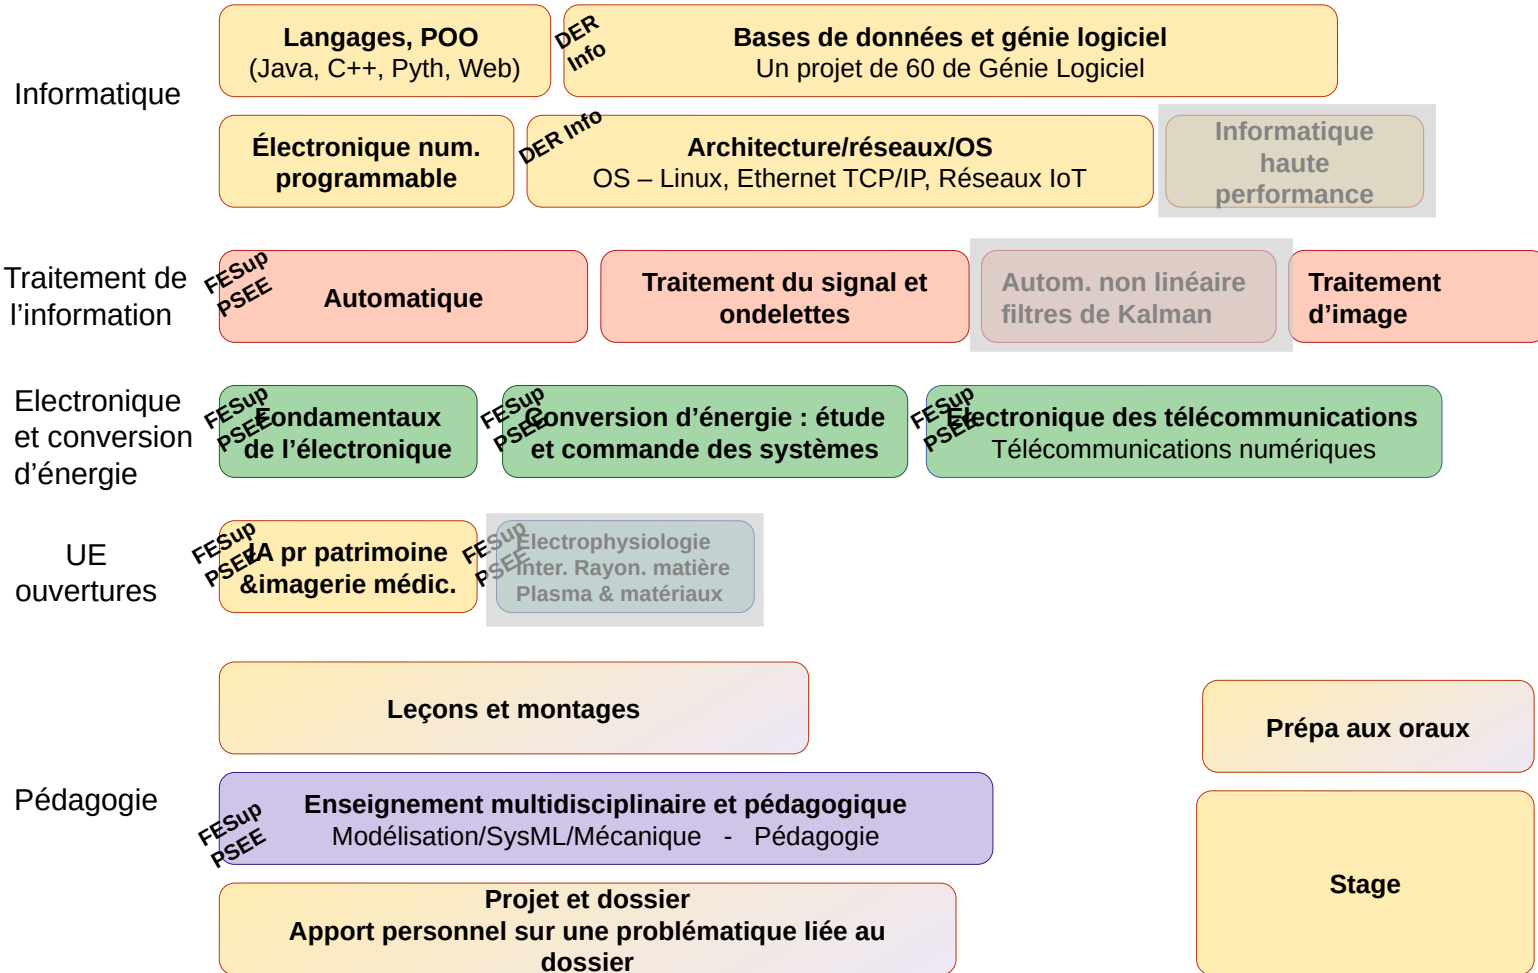 Informatique
Langages, POO
(Java, C++, Pyth, Web)
DER
Info
Bases de données et génie logiciel
Un projet de 60 de Génie Logiciel
Électronique num.
programmable
DER Info
Architecture/réseaux/OS
OS – Linux, Ethernet TCP/IP, Réseaux IoT
Informatique
haute
performance
Traitement de
l’information
FESup
PSEE
Automatique
Traitement du signal et
ondelettes
Autom. non linéaire
filtres de Kalman
Traitement
d’image
Electronique
et conversion
d’énergie
FESup
PSEE
Fondamentaux
de l’électronique
FESup
PSEE
Conversion d’énergie : étude
et commande des systèmes
FESup
PSEE
Electronique des télécommunications
Télécommunications numériques
UE
ouvertures
FESup
PSEE
IA pr patrimoine
&imagerie médic.
FESup
PSEE
Electrophysiologie
Inter. Rayon. matière
Plasma & matériaux
Pédagogie
Leçons et montages
Prépa aux oraux
FESup
PSEE
Enseignement multidisciplinaire et pédagogique
Modélisation/SysML/Mécanique - Pédagogie
Stage
Projet et dossier
Apport personnel sur une problématique liée au
dossier